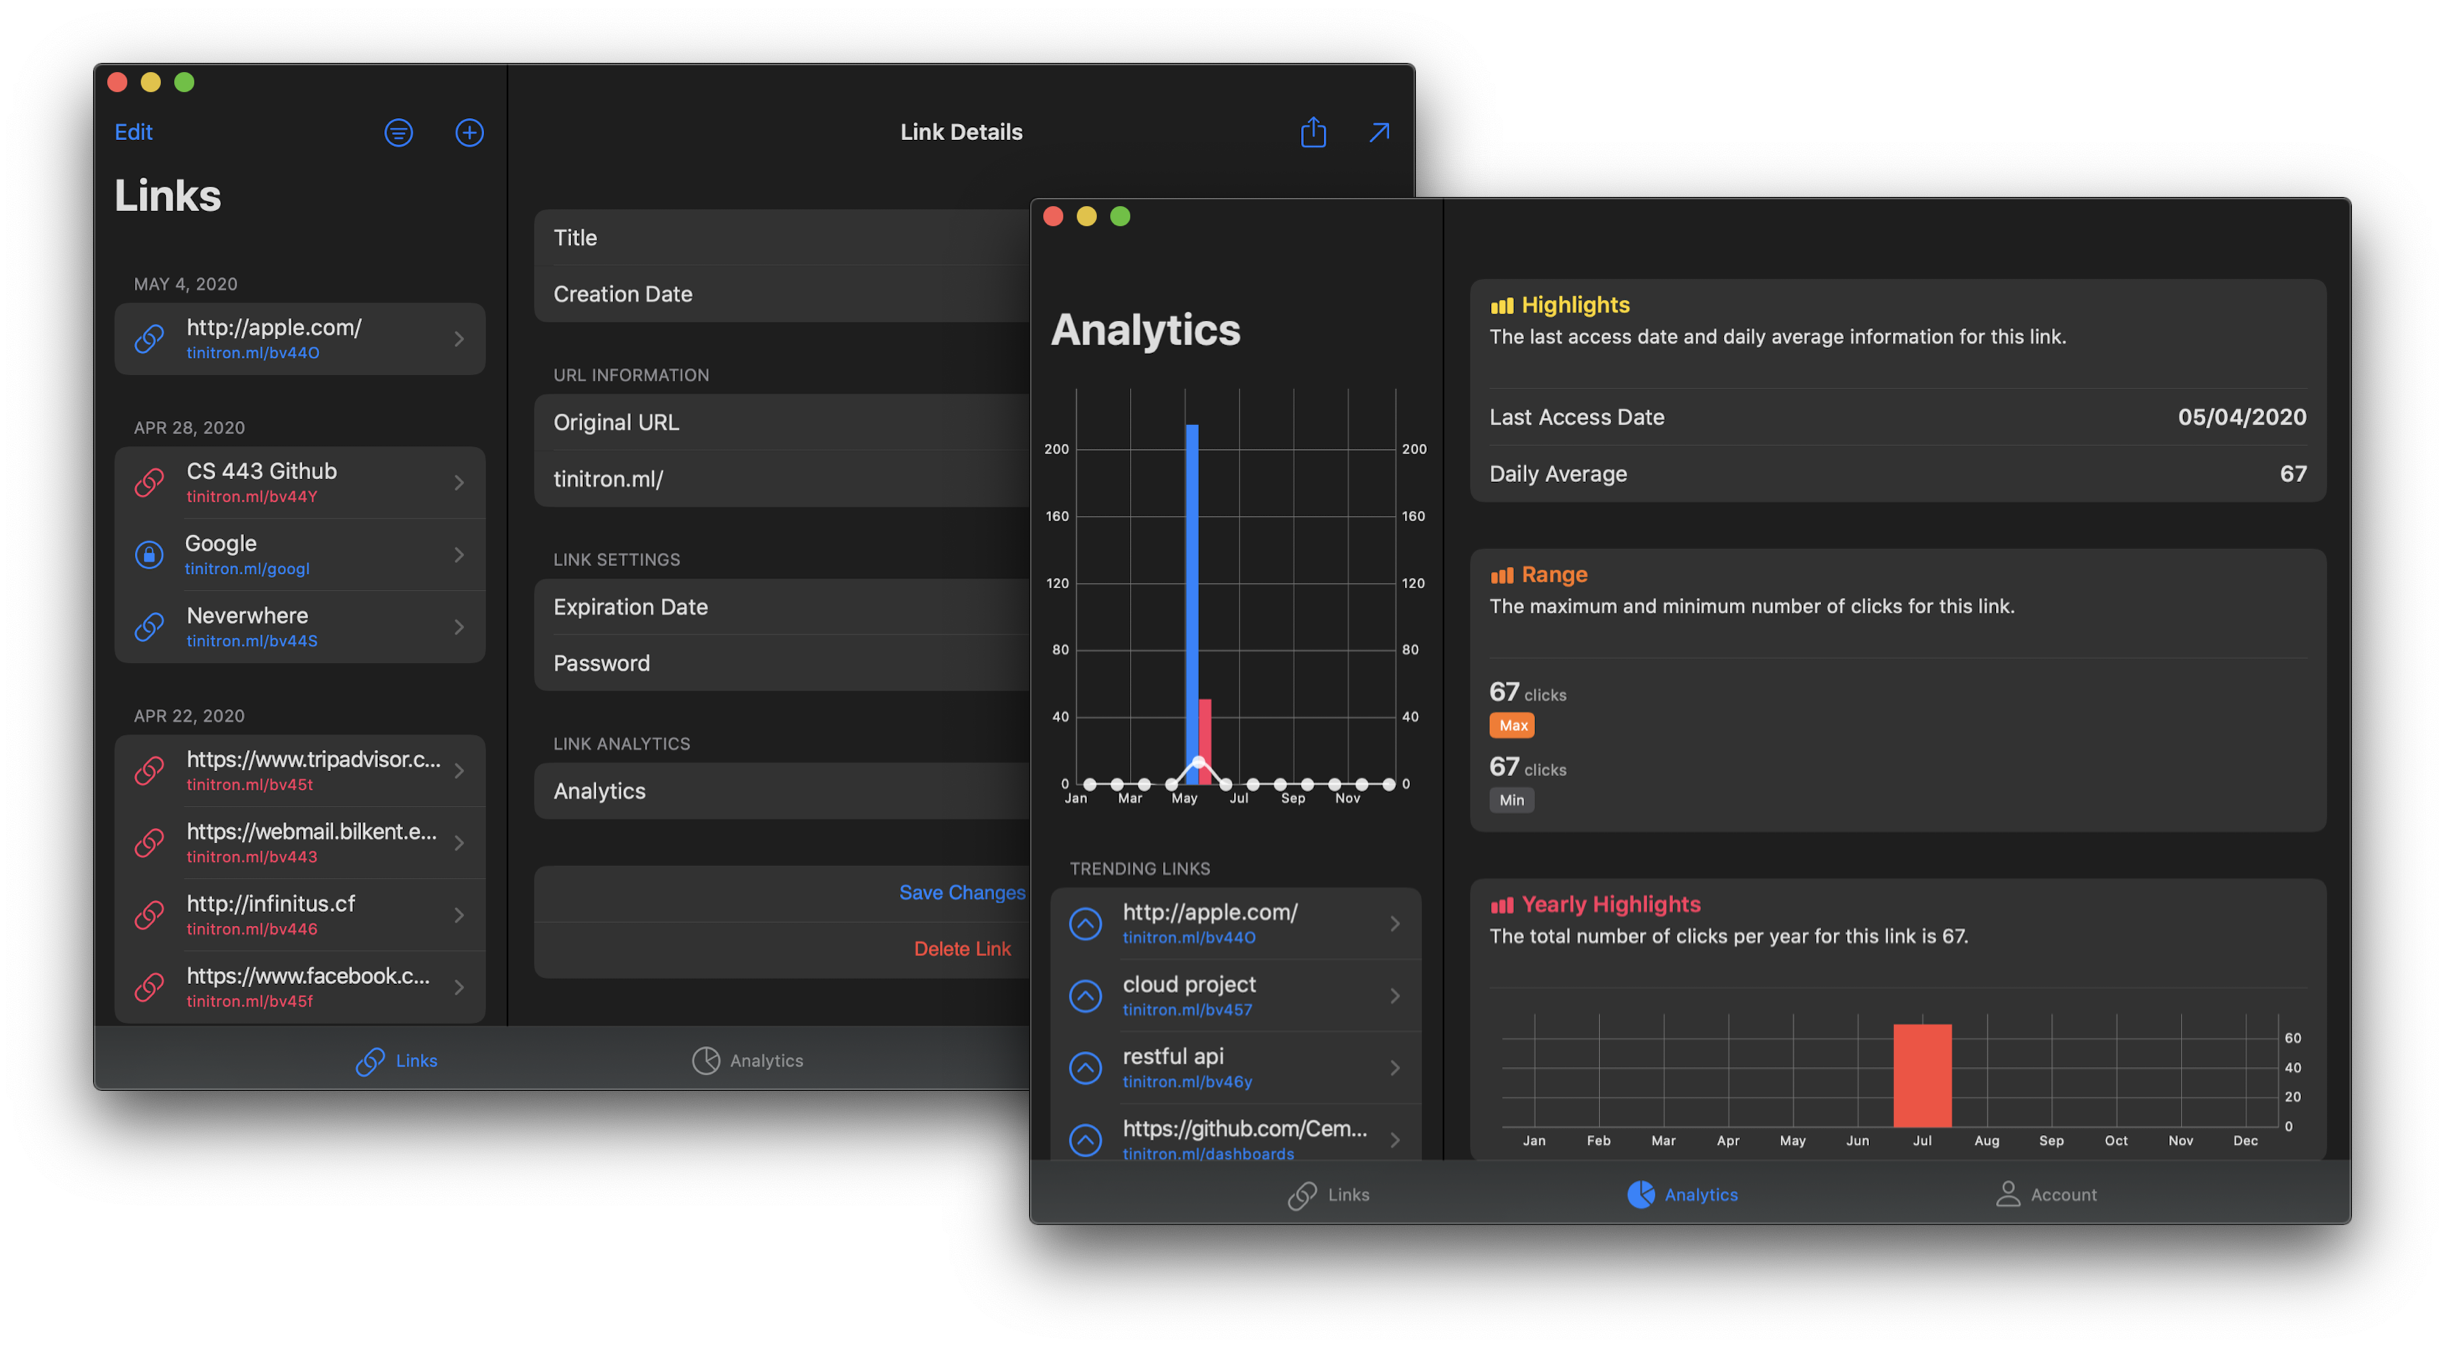 Edit
Links
MAY 4, 2020
http://apple.com/
tinitron.ml/bv44O
APR 28, 2020
CS 443 Github
tinitron.ml/bv44Y
Google
tinitron.ml/googl
Neverwhere
tinitron.ml/bv44S
APR 22, 2020
https://www.tripadvisor.c...
tinitron.ml/bv45t
https://webmail.bilkent.e...
tinitron.ml/bv443
http://infinitus.cf
tinitron.ml/bv446
https://www.facebook.c...
tinitron.ml/bv45f
Link Details
Title
Creation Date
URL INFORMATION
Original URL
tinitron.ml/
LINK SETTINGS
Expiration Date
Password
LINK ANALYTICS
Analytics
Save Changes
Delete Link
Links
Analytics
Analytics
200 200
160 160
120 120
80 80
40 40
0 0
Jan Mar May Jul Sep Nov
TRENDING LINKS
http://apple.com/
tinitron.ml/bv44O
cloud project
tinitron.ml/bv457
restful api
tinitron.ml/bv46y
https://github.com/Cem...
tinitron.ml/dashboards
Highlights
The last access date and daily average information for this link.
Last Access Date 05/04/2020
Daily Average 67
Range
The maximum and minimum number of clicks for this link.
67 clicks
Max
67 clicks
Min
Yearly Highlights
The total number of clicks per year for this link is 67.
60
40
20
0
Jan Feb Mar Apr May Jun Jul Aug Sep Oct Nov Dec
Links
Analytics
Account